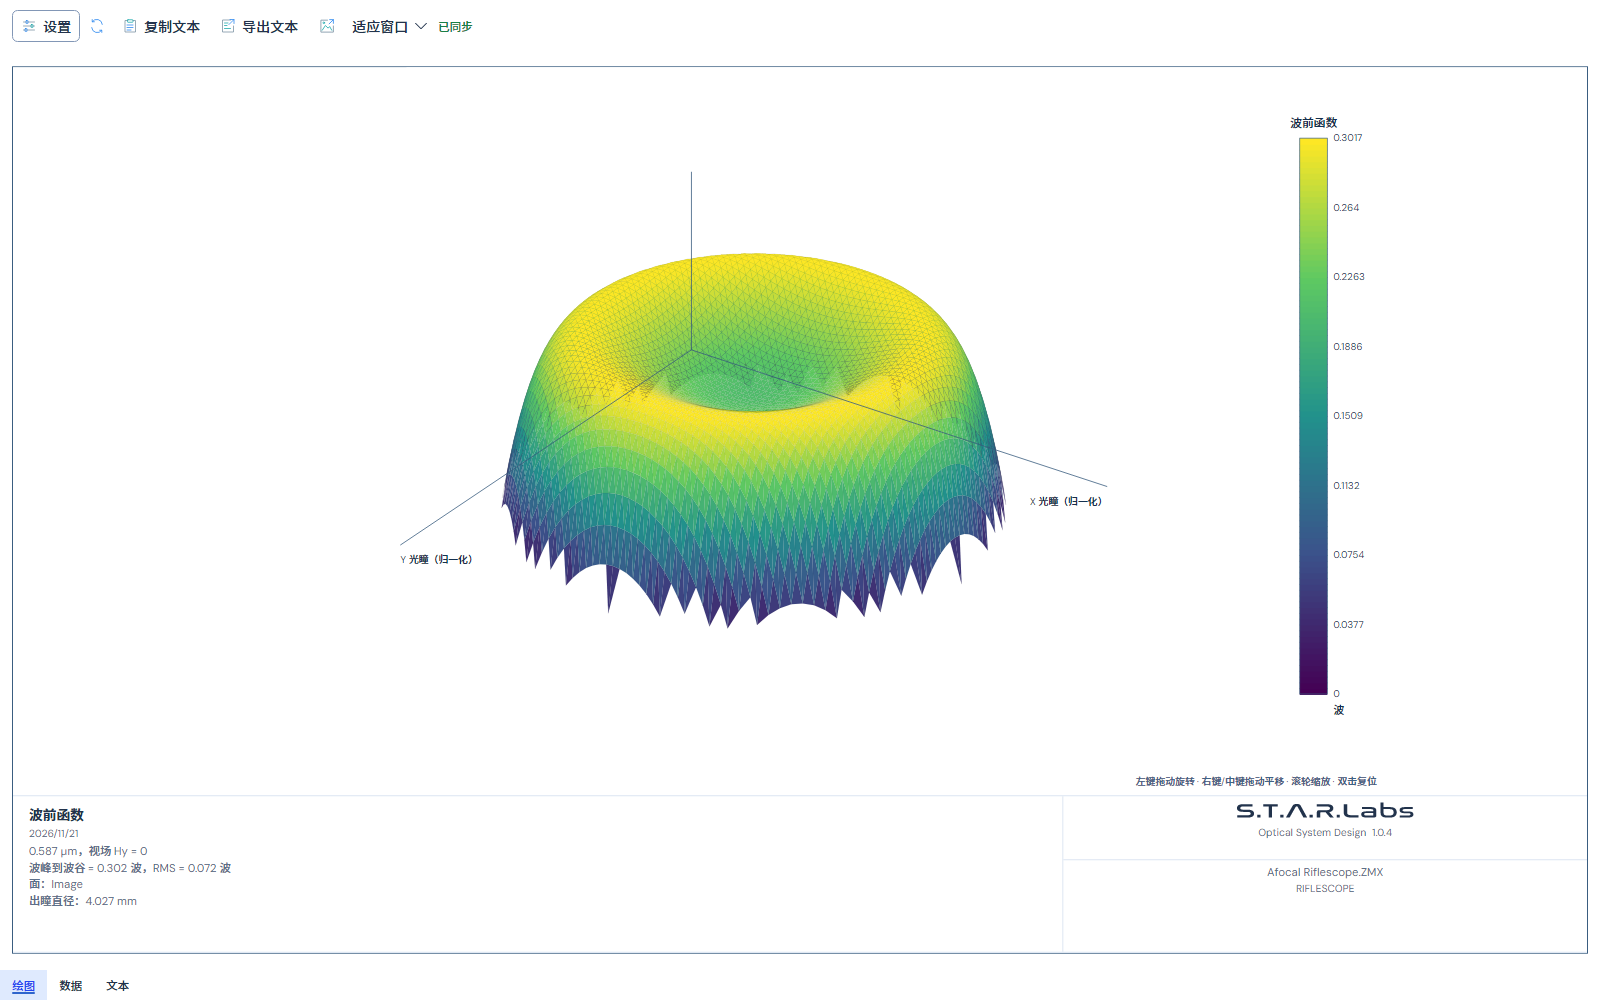 设置 复制文本 导出文本 适应窗口 已同步
波前函数
0.3017
0.264
0.2263
0.1886
0.1509
0.1132
0.0754
0.0377
0
波
X 光瞳（归一化）
Y 光瞳（归一化）
左键拖动旋转 · 右键/中键拖动平移 · 滚轮缩放 · 双击复位
波前函数
2026/11/21
0.587 µm，视场 Hy = 0
波峰到波谷 = 0.302 波，RMS = 0.072 波
面：Image
出瞳直径：4.027 mm
S.T.A.R.Labs
Optical System Design 1.0.4
Afocal Riflescope.ZMX
RIFLESCOPE
绘图 数据 文本